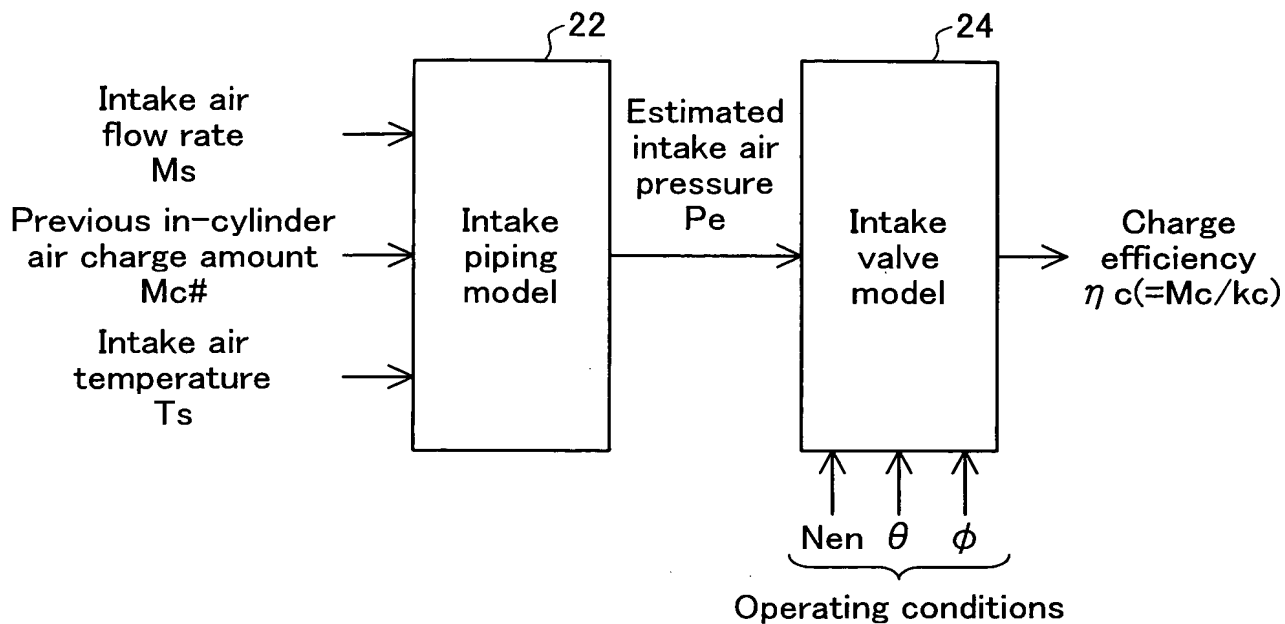 22
24
Intake air
flow rate
Ms
Previous in-cylinder
air charge amount
Mc#
Intake air
temperature
Ts
Intake
piping
model
Estimated
intake air
pressure
Pe
Intake
valve
model
Charge
efficiency
η c(=Mc/kc)
Nen θ ϕ
Operating conditions